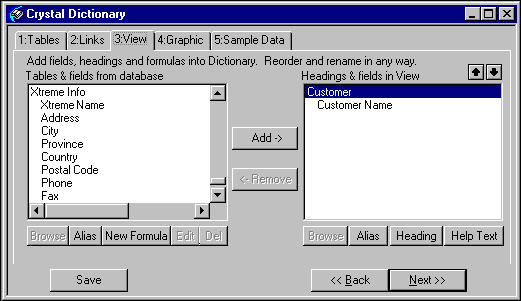 Crystal Dictionary
1:Tables 2:Links 3:View 4:Graphic 5:Sample Data
Add fields, headings and formulas into Dictionary. Reorder and rename in any way.
Tables & fields from database
Headings & fields in View
Xtreme Info
Xtreme Name
Address
City
Province
Country
Postal Code
Phone
Fax
Add ->
<- Remove
Customer
Customer Name
Browse Alias New Formula Edit Del
Browse Alias Heading Help Text
Save
<< Back Next >>